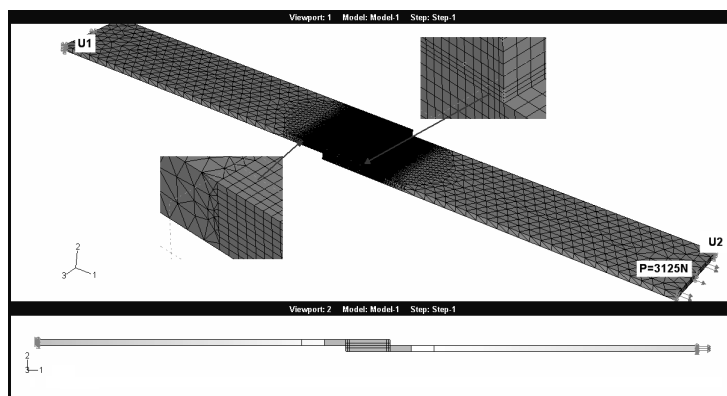 Viewport: 1 Model: Model-1 Step: Step-1
U1
U2
P=3125N
2
3 1
Viewport: 2 Model: Model-1 Step: Step-1
2
3 1